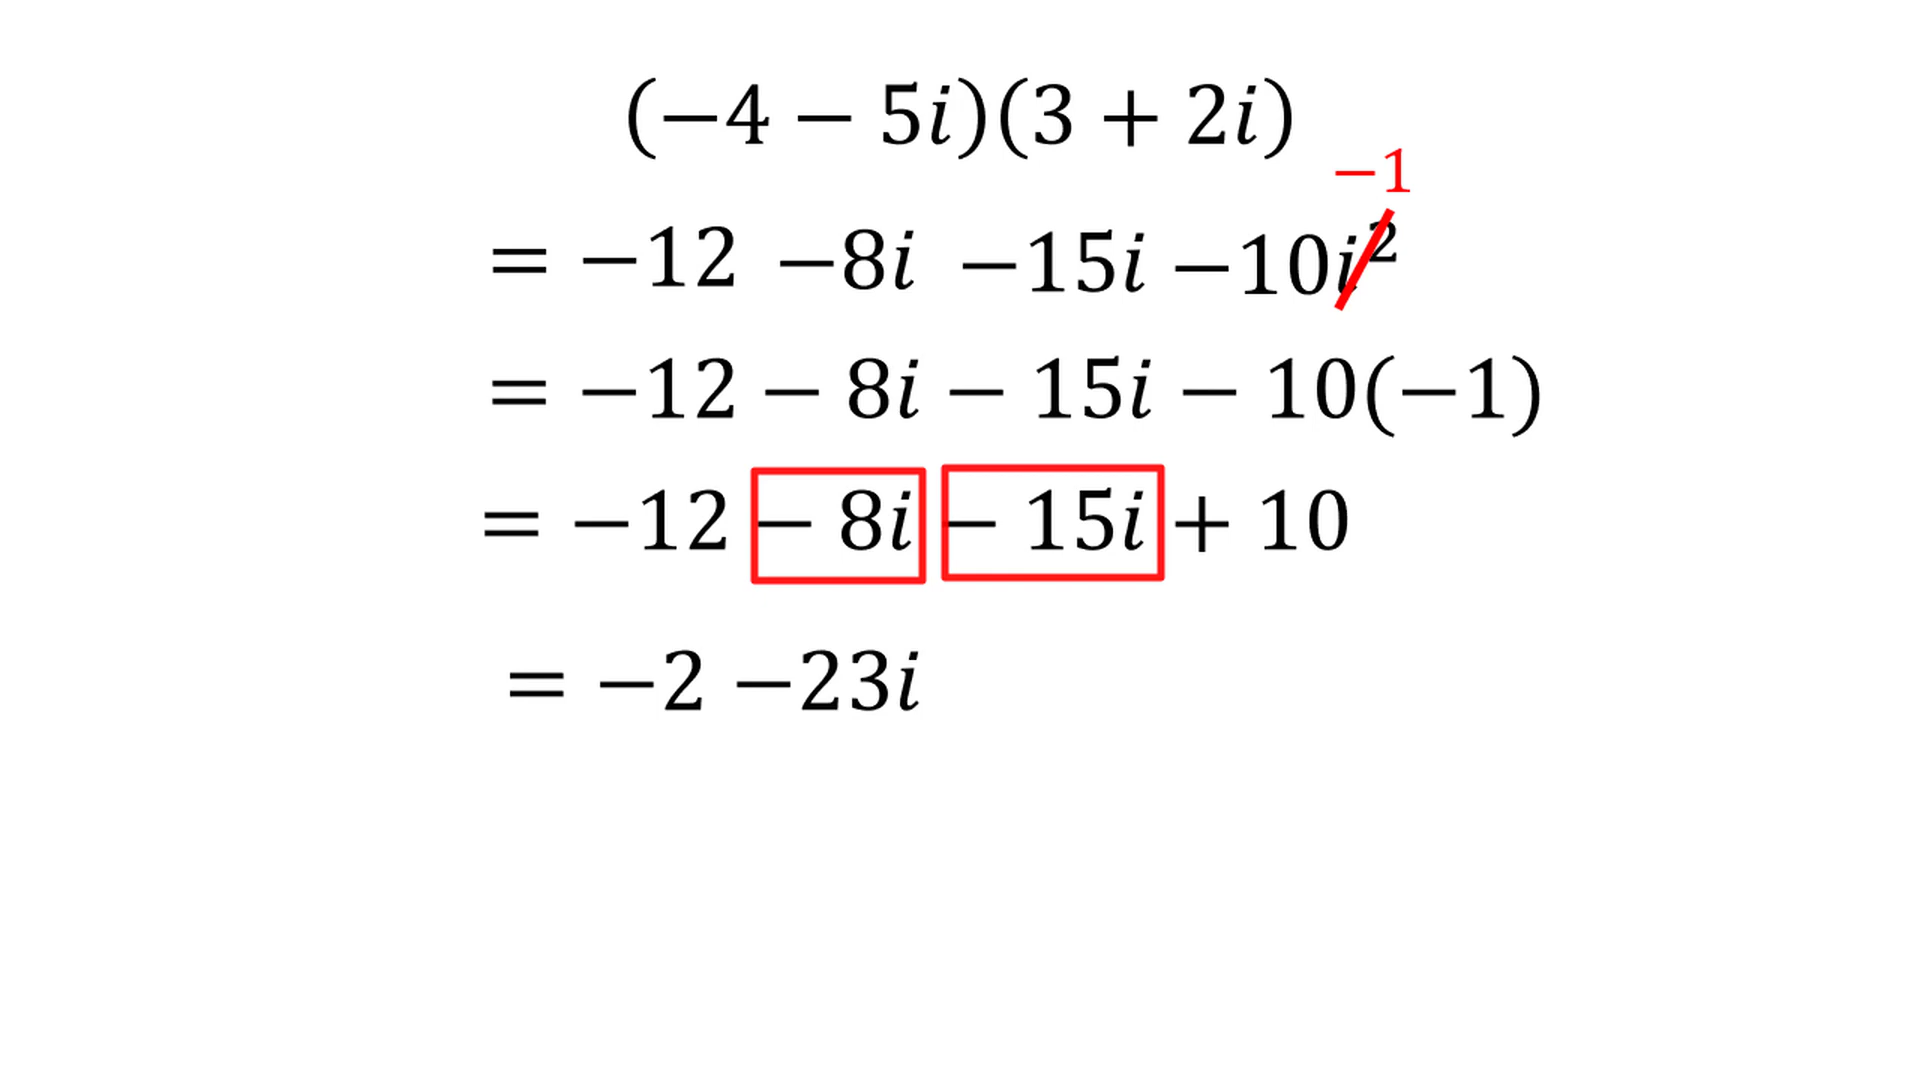 (−4 − 5i)(3 + 2i)
−1
= −12 −8i −15i −10i²
= −12 − 8i − 15i − 10(−1)
= −12 − 8i − 15i + 10
= −2 −23i